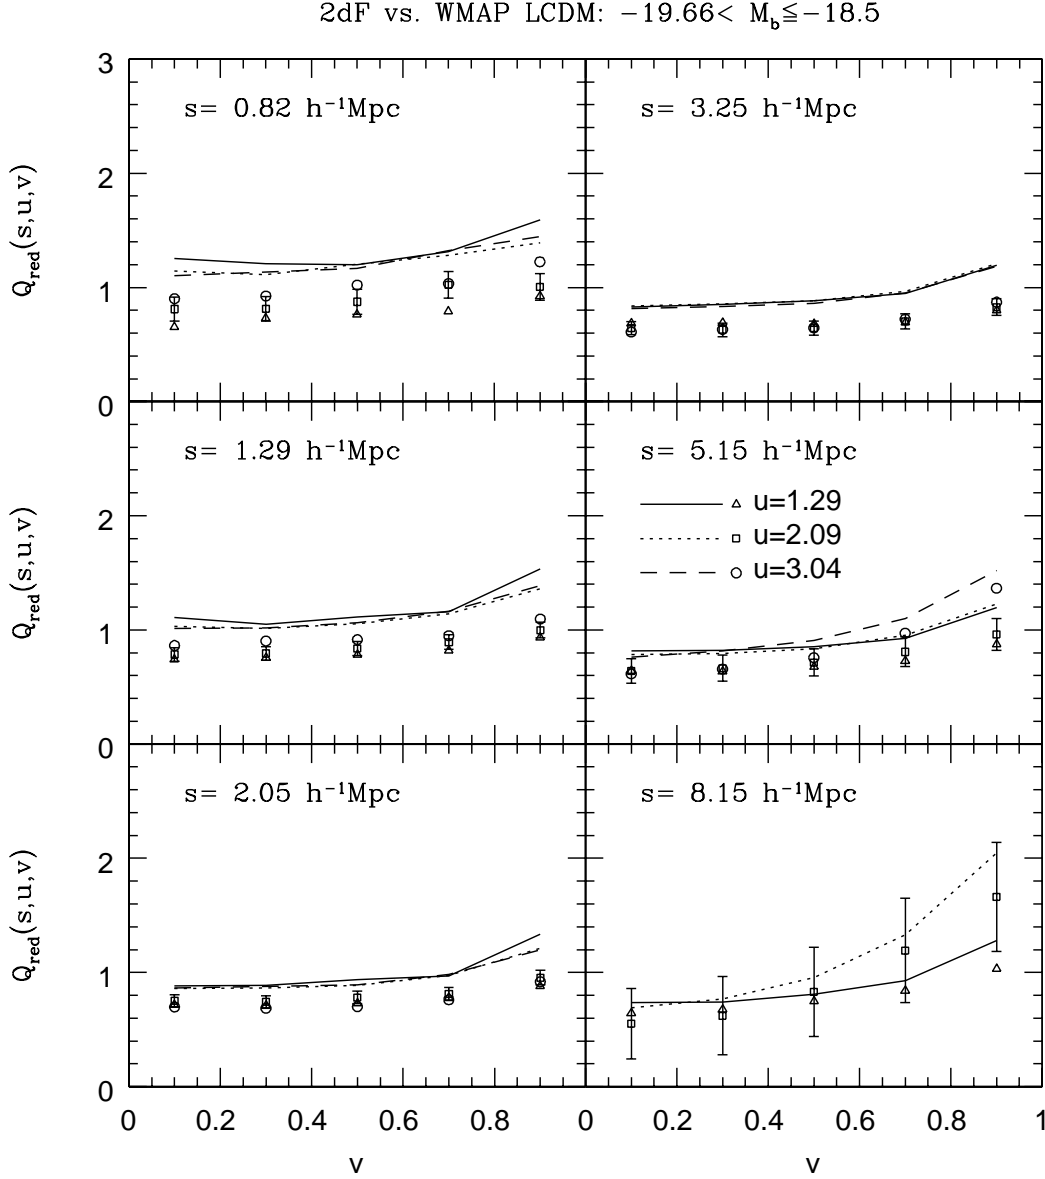 2dF vs. WMAP LCDM: −19.66< M_b≦−18.5
s= 0.82 h⁻¹Mpc
s= 3.25 h⁻¹Mpc
3
2
1
0
Q_red(s,u,v)
s= 1.29 h⁻¹Mpc
s= 5.15 h⁻¹Mpc
u=1.29
u=2.09
u=3.04
2
1
0
Q_red(s,u,v)
s= 2.05 h⁻¹Mpc
s= 8.15 h⁻¹Mpc
2
1
0
Q_red(s,u,v)
0 0.2 0.4 0.6 0.8 0 0.2 0.4 0.6 0.8 1
v v